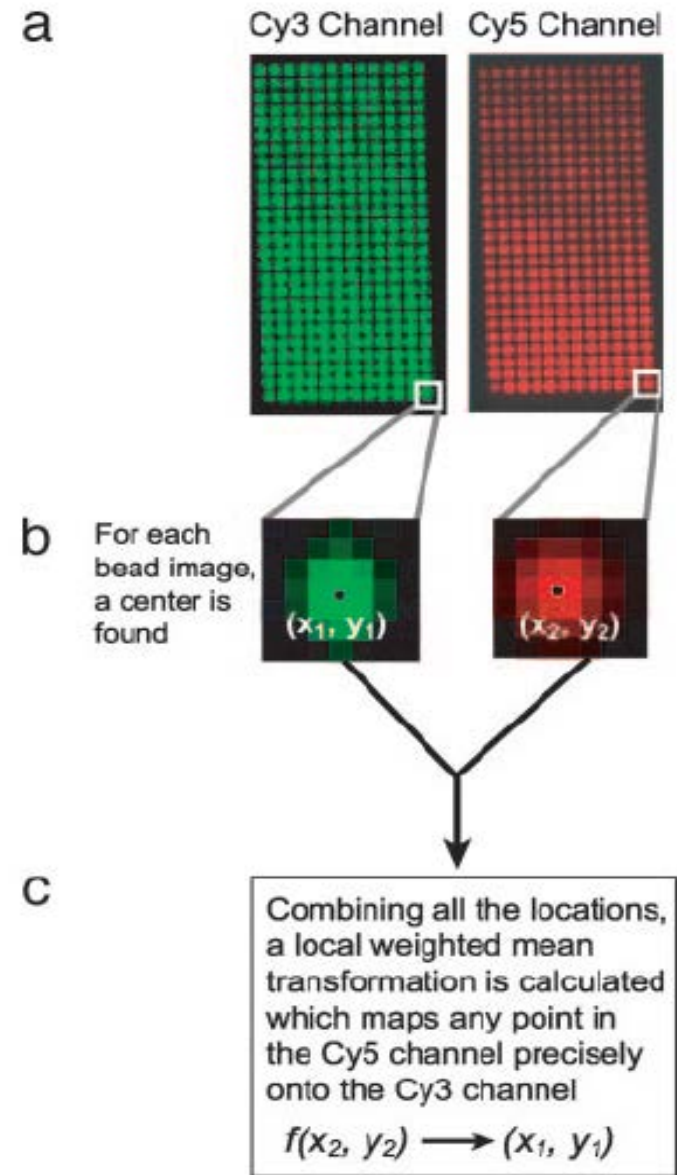 a
Cy3 Channel Cy5 Channel
b
For each
bead image,
a center is
found
(x₁, y₁)
(x₂, y₂)
c
Combining all the locations,
a local weighted mean
transformation is calculated
which maps any point in
the Cy5 channel precisely
onto the Cy3 channel
f(x₂, y₂) ⟶ (x₁, y₁)